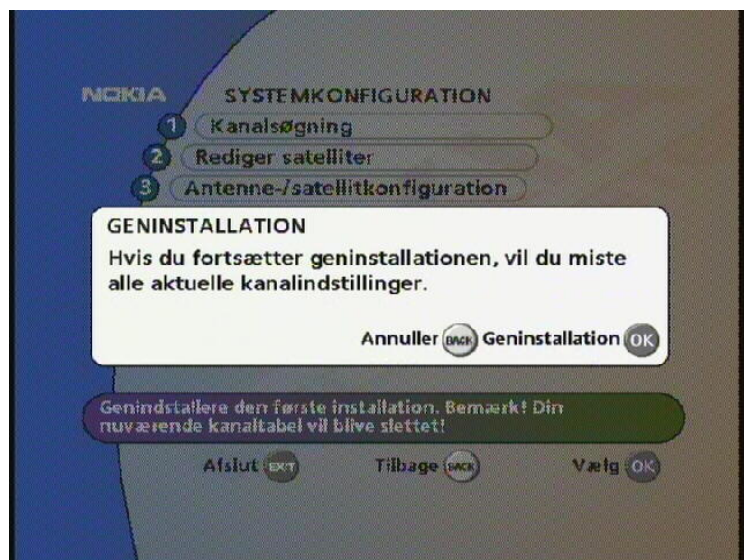 NOKIA
SYSTEMKONFIGURATION
1 Kanalsøgning
2 Rediger satelliter
3 Antenne-/satellitkonfiguration
GENINSTALLATION
Hvis du fortsætter geninstallationen, vil du miste
alle aktuelle kanalindstillinger.
Annuller BACK Geninstallation OK
Genindstallere den første installation. Bemærk! Din
nuværende kanaltabel vil blive slettet!
Afslut EXIT Tilbage BACK Vælg OK